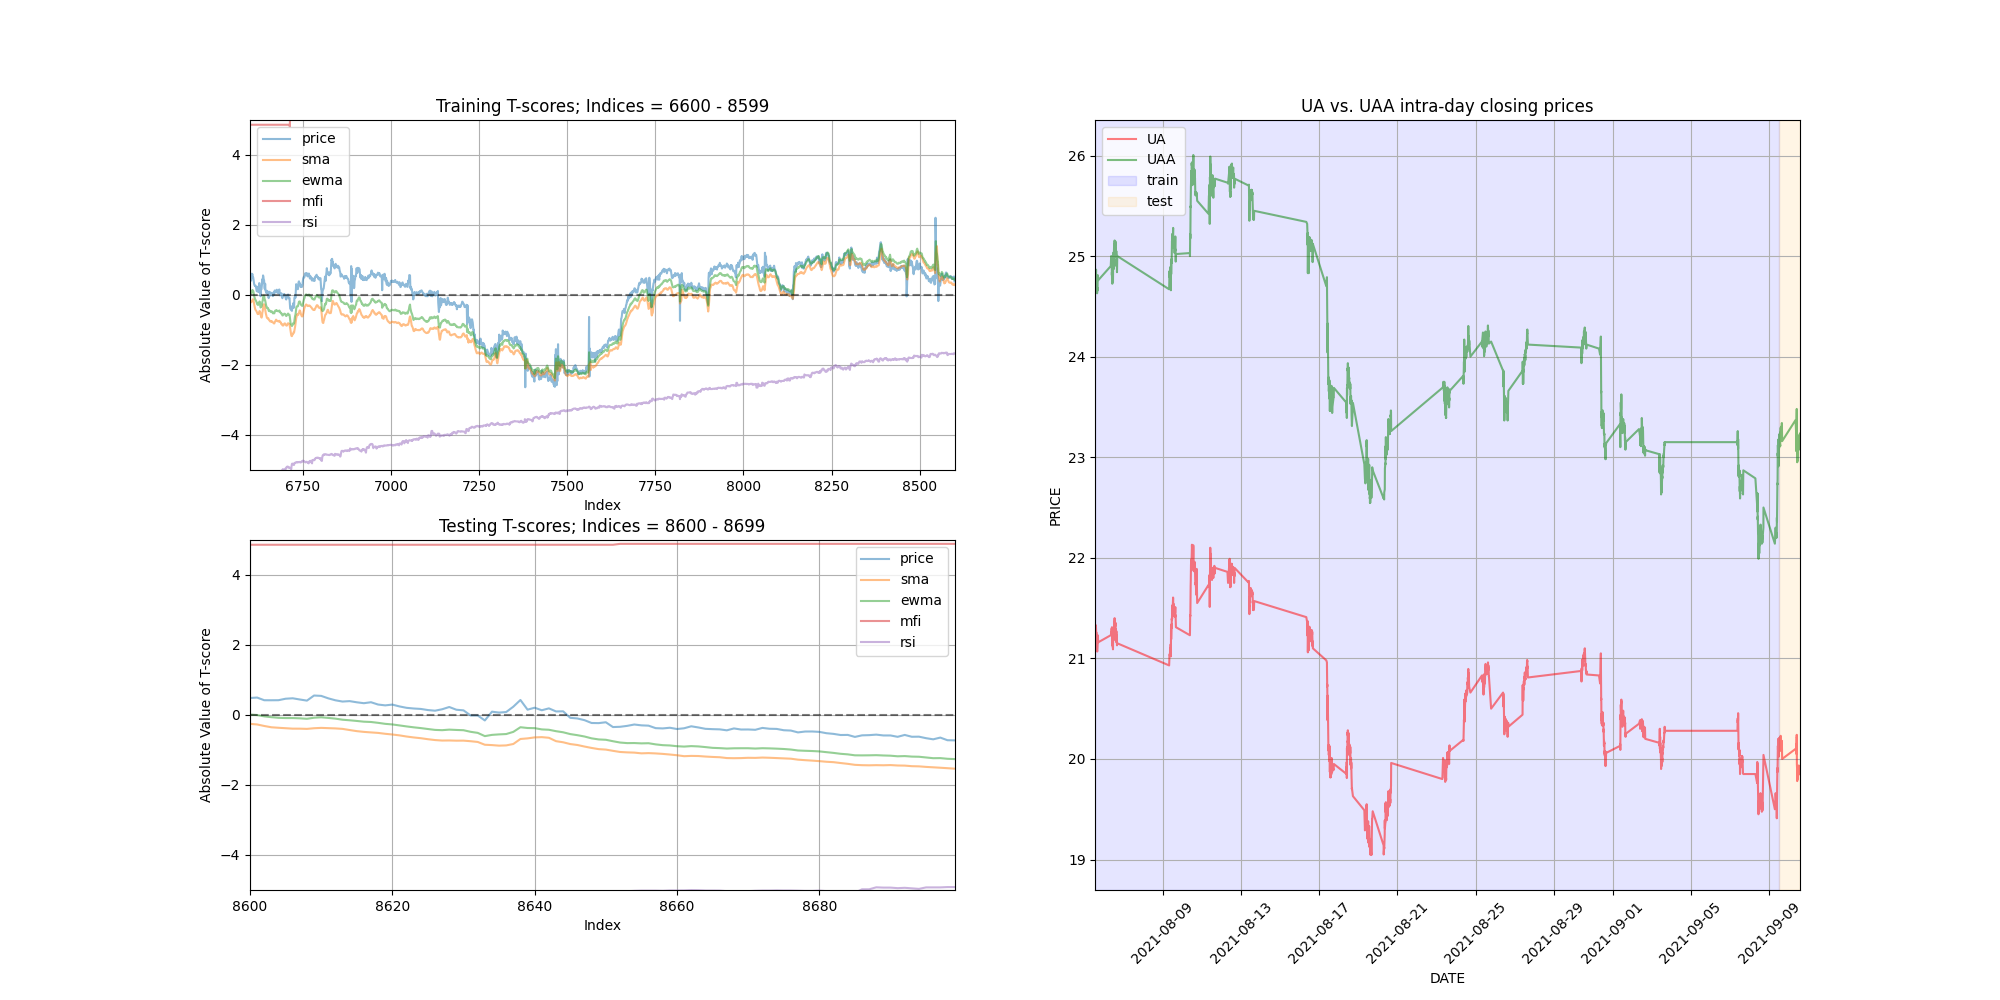 Training T-scores; Indices = 6600 - 8599
Absolute Value of T-score
4
2
0
−2
−4
price
sma
ewma
mfi
rsi
6750 7000 7250 7500 7750 8000 8250 8500
Index
Testing T-scores; Indices = 8600 - 8699
Absolute Value of T-score
4
2
0
−2
−4
price
sma
ewma
mfi
rsi
8600 8620 8640 8660 8680
Index
UA vs. UAA intra-day closing prices
PRICE
26
25
24
23
22
21
20
19
UA
UAA
train
test
2021-08-09 2021-08-13 2021-08-17 2021-08-21 2021-08-25 2021-08-29 2021-09-01 2021-09-05 2021-09-09
DATE